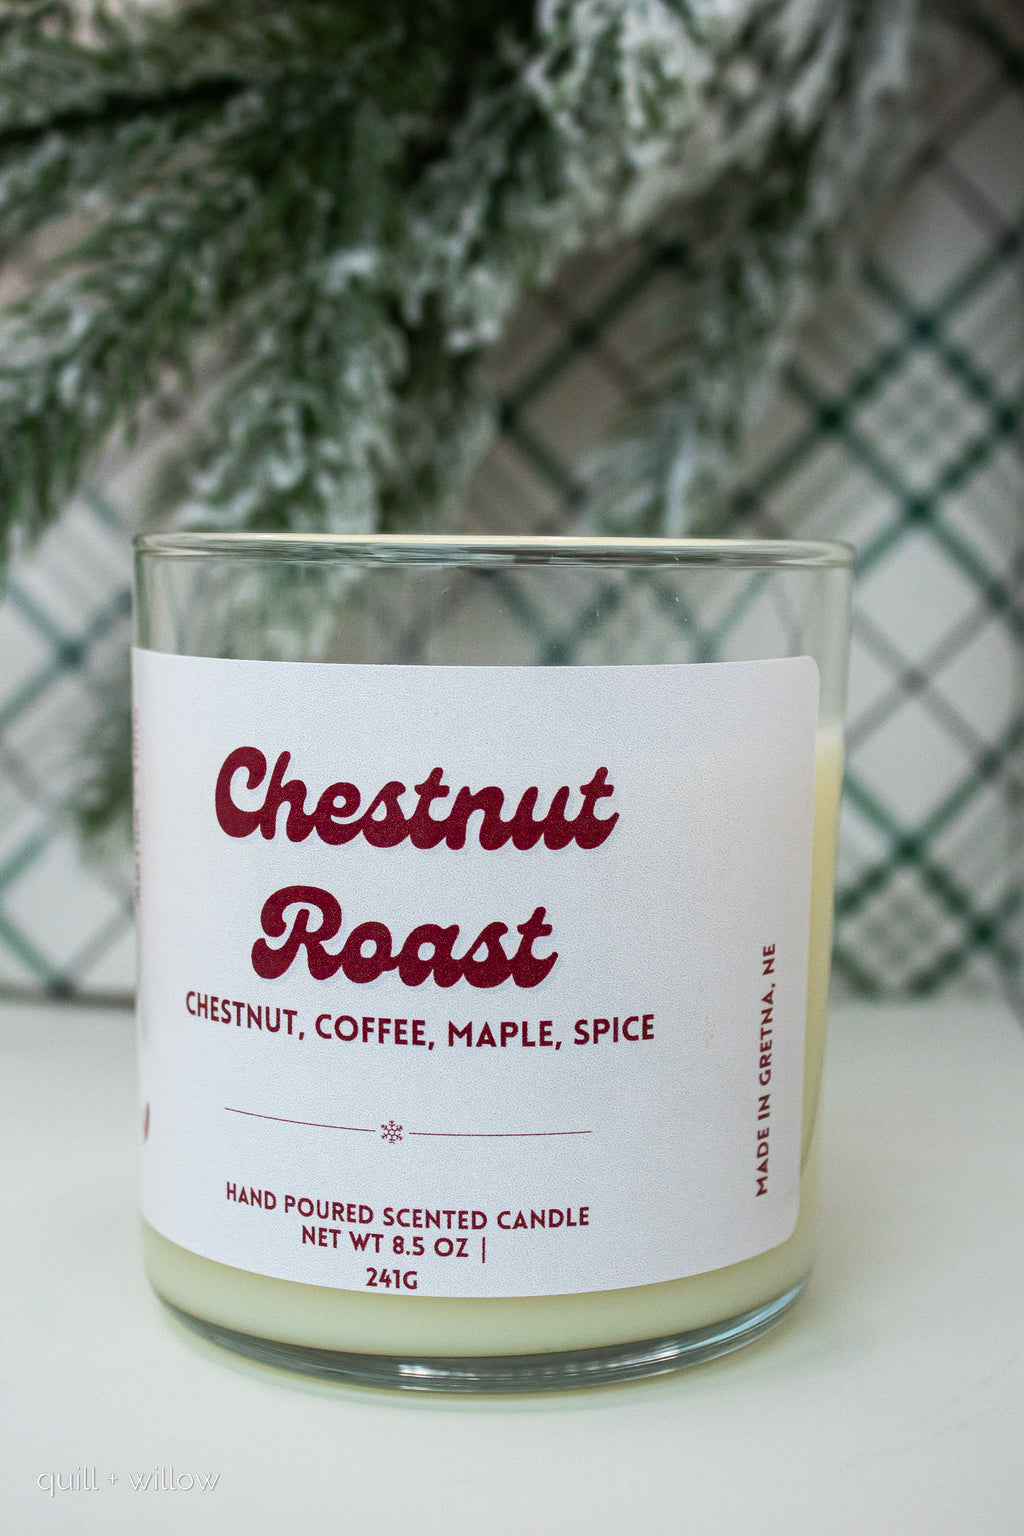 Chestnut
Roast
CHESTNUT, COFFEE, MAPLE, SPICE
HAND POURED SCENTED CANDLE
NET WT 8.5 OZ |
241G
MADE IN GRETNA, NE
quill + willow